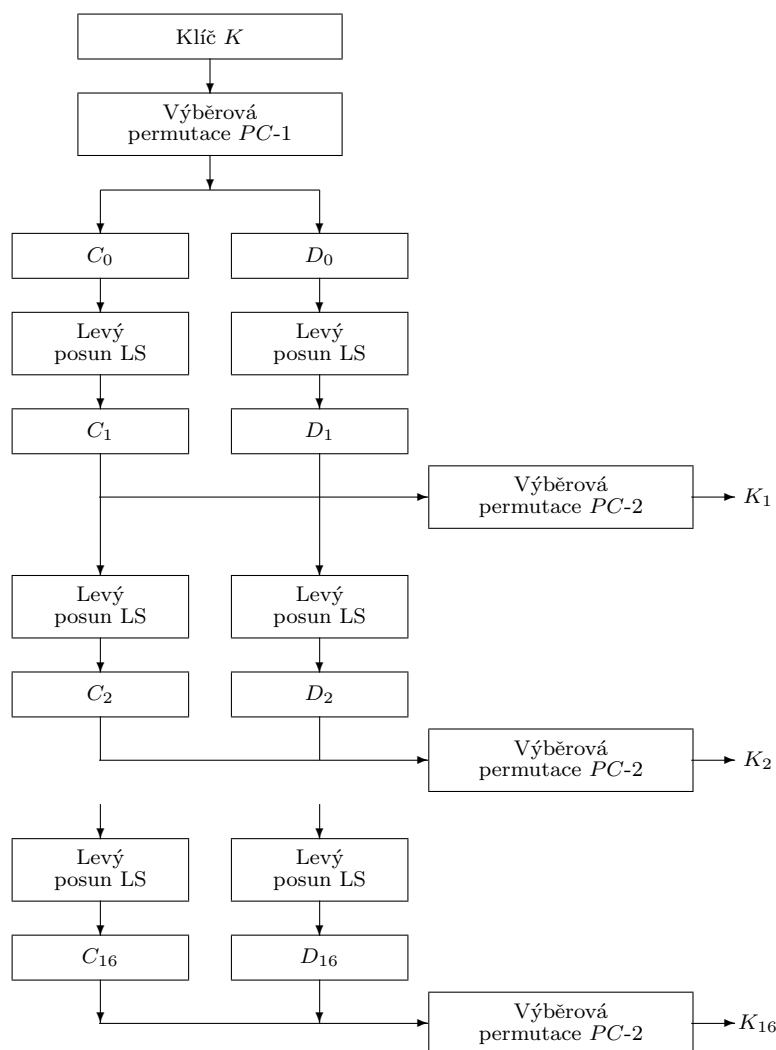 Klíč K
Výběrová
permutace PC-1
C₀ D₀
Levý Levý
posun LS posun LS
C₁ D₁
Výběrová
permutace PC-2 K₁
Levý Levý
posun LS posun LS
C₂ D₂
Výběrová
permutace PC-2 K₂
Levý Levý
posun LS posun LS
C₁₆ D₁₆
Výběrová
permutace PC-2 K₁₆